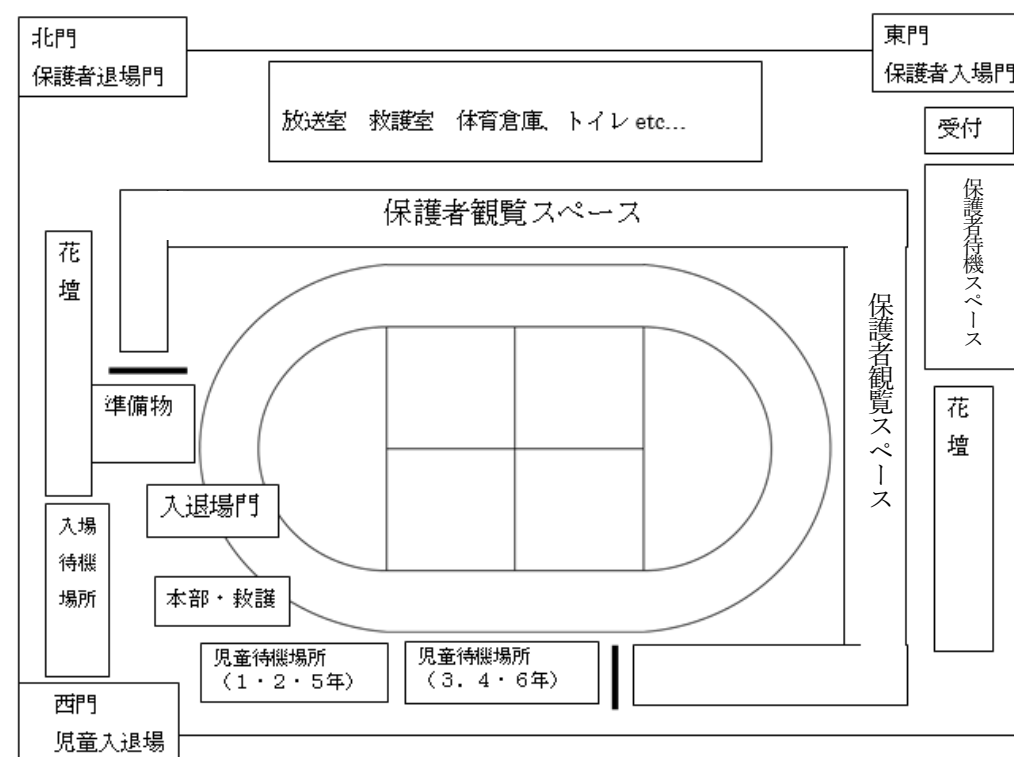 北門
保護者退場門
東門
保護者入場門
放送室 救護室 体育倉庫、トイレ etc…
受付
保護者待機スペース
保護者観覧スペース
花
壇
保護者観覧スペース
準備物
花
壇
入退場門
入場
待機
場所
本部・救護
児童待機場所
（1・2・5年）
児童待機場所
（3．4・6年）
西門
児童入退場